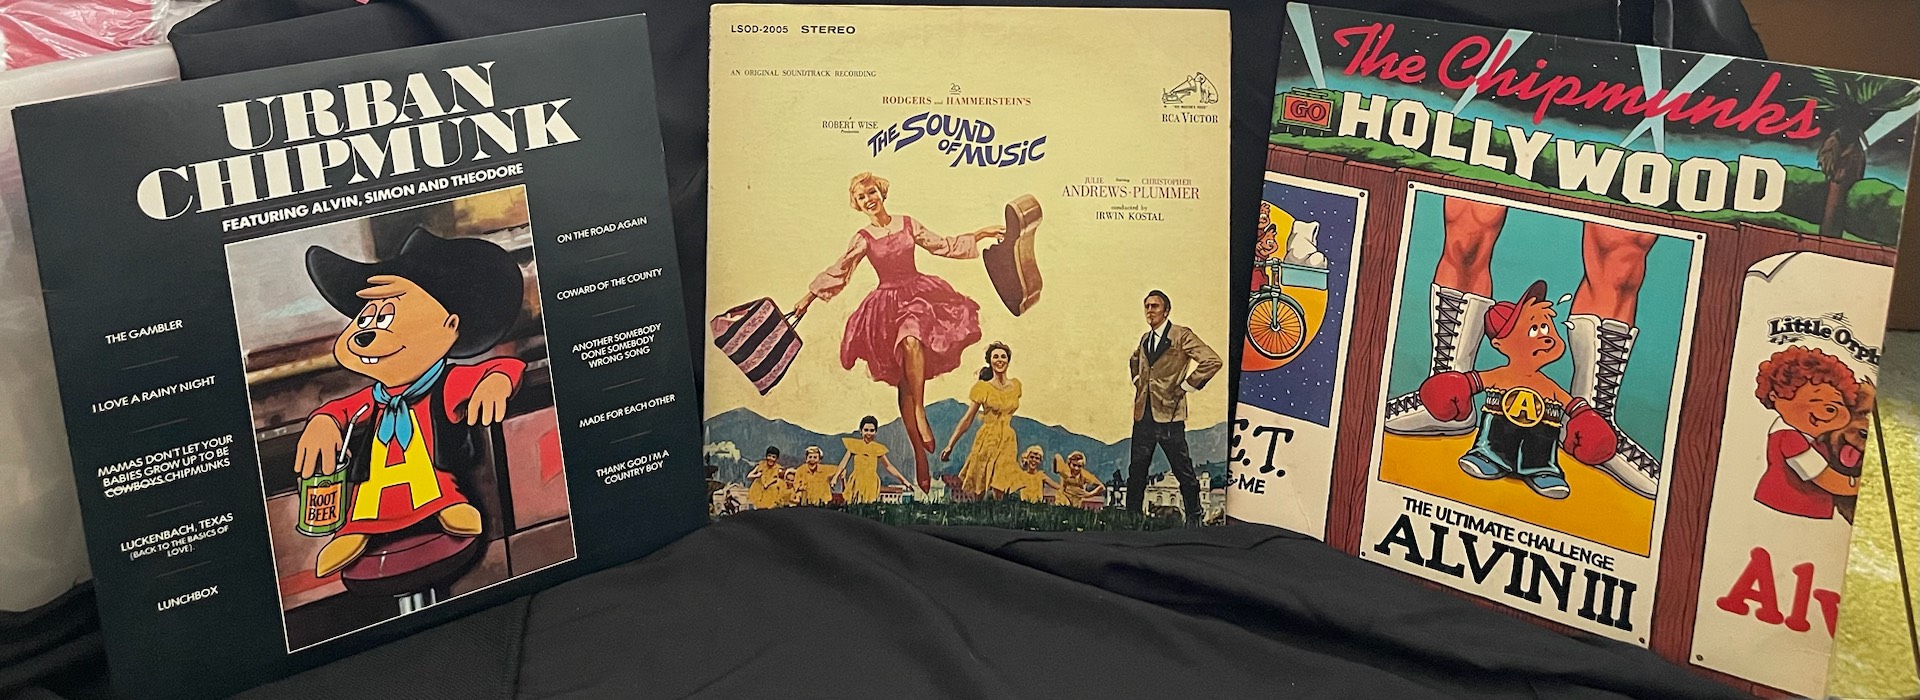 URBAN
CHIPMUNK
FEATURING ALVIN, SIMON AND THEODORE
THE GAMBLER
I LOVE A RAINY NIGHT
MAMAS DON'T LET YOUR
BABIES GROW UP TO BE
COWBOYS CHIPMUNKS
LUCKENBACH, TEXAS
(BACK TO THE BASICS OF
LOVE).
LUNCHBOX
ON THE ROAD AGAIN
COWARD OF THE COUNTY
ANOTHER SOMEBODY
DONE SOMEBODY
WRONG SONG
MADE FOR EACH OTHER
THANK GOD I'M A
COUNTRY BOY
A
ROOT
BEER
LSOD-2005 STEREO
AN ORIGINAL SOUNDTRACK RECORDING
RODGERS and HAMMERSTEIN'S
A
ROBERT WISE
Production
THE SOUND
OF MUSIC
RCA VICTOR
JULIE starring CHRISTOPHER
ANDREWS-PLUMMER
conducted by
IRWIN KOSTAL
The Chipmunks
GO
HOLLYWOOD
E.T.
& ME
A
THE ULTIMATE CHALLENGE
ALVIN III
Little Orph
Alv